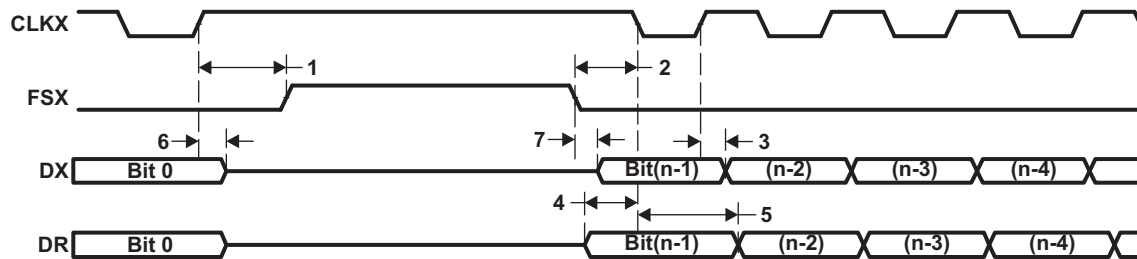 CLKX
1 2
FSX
6 7 3
DX Bit 0 Bit(n-1) (n-2) (n-3) (n-4)
4 5
DR Bit 0 Bit(n-1) (n-2) (n-3) (n-4)